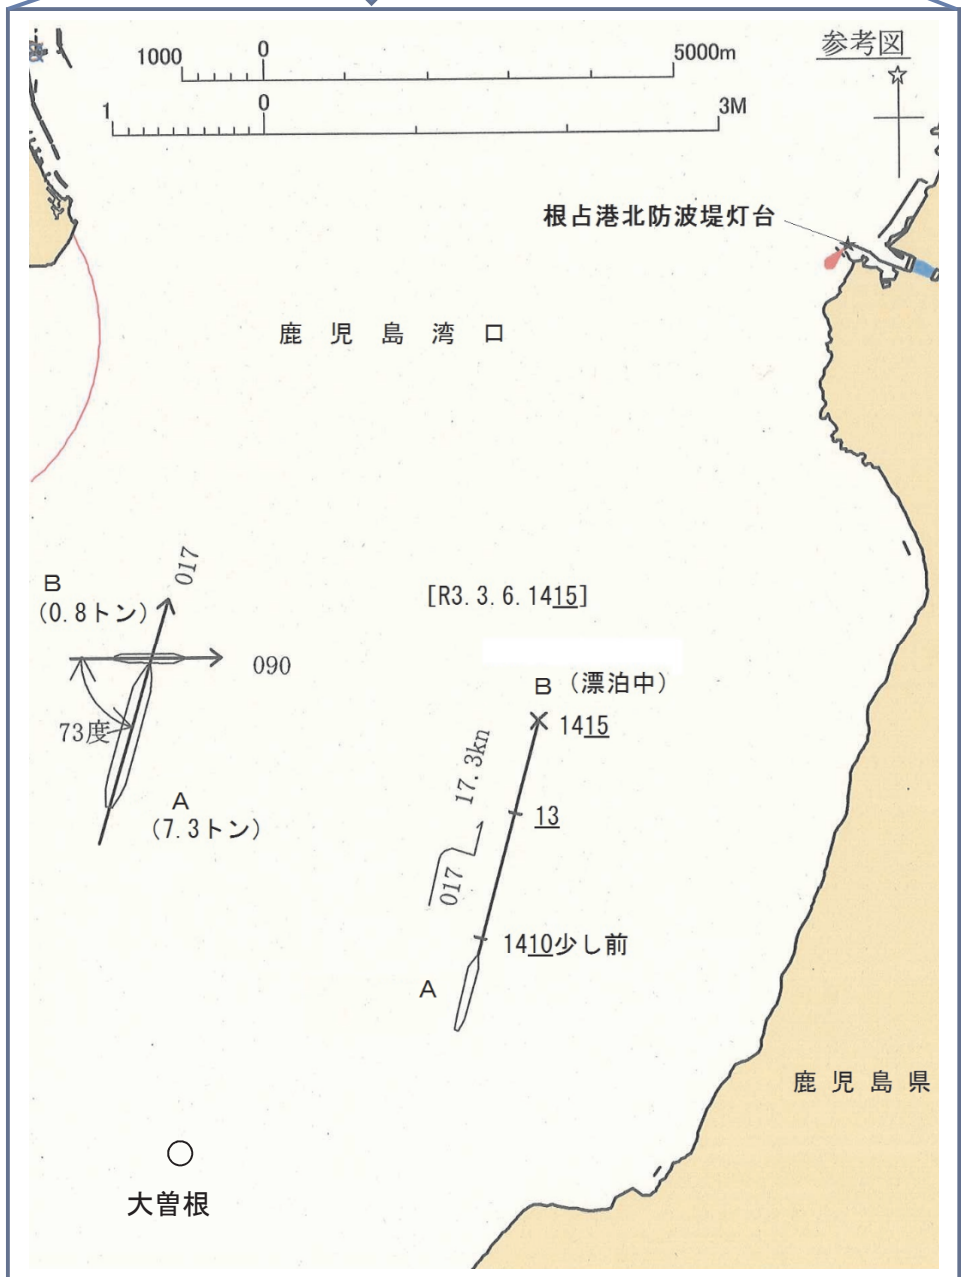 参考図
1000 0 5000m
1 0 3M
根占港北防波堤灯台
鹿児島湾口
017
B
(0.8トン)
090
73度
A
(7.3トン)
[R3.3.6.1415]
B (漂泊中)
1415
17.3kn
13
017
1410少し前
A
鹿児島県
大曽根